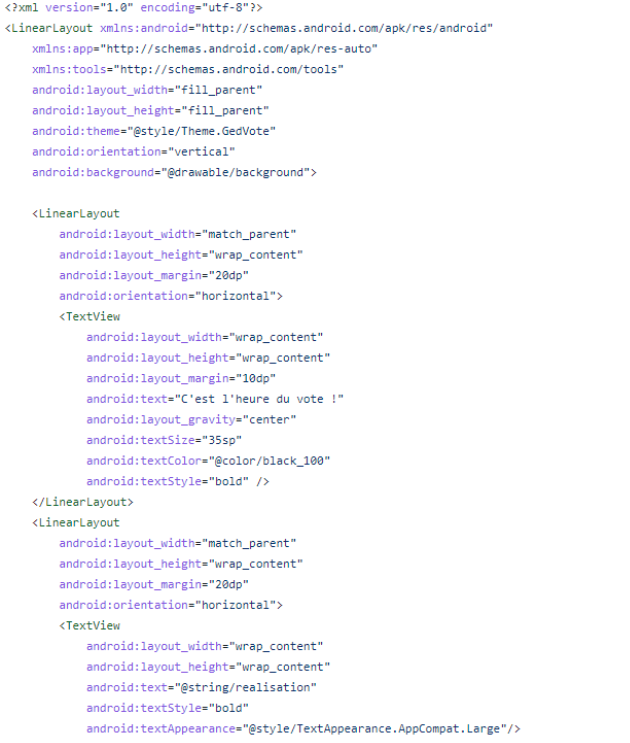 <?xml version="1.0" encoding="utf-8"?>
<LinearLayout xmlns:android="http://schemas.android.com/apk/res/android"
    xmlns:app="http://schemas.android.com/apk/res-auto"
    xmlns:tools="http://schemas.android.com/tools"
    android:layout_width="fill_parent"
    android:layout_height="fill_parent"
    android:theme="@style/Theme.GedVote"
    android:orientation="vertical"
    android:background="@drawable/background">

    <LinearLayout
        android:layout_width="match_parent"
        android:layout_height="wrap_content"
        android:layout_margin="20dp"
        android:orientation="horizontal">
        <TextView
            android:layout_width="wrap_content"
            android:layout_height="wrap_content"
            android:layout_margin="10dp"
            android:text="C'est l'heure du vote !"
            android:layout_gravity="center"
            android:textSize="35sp"
            android:textColor="@color/black_100"
            android:textStyle="bold" />
    </LinearLayout>
    <LinearLayout
        android:layout_width="match_parent"
        android:layout_height="wrap_content"
        android:layout_margin="20dp"
        android:orientation="horizontal">
        <TextView
            android:layout_width="wrap_content"
            android:layout_height="wrap_content"
            android:text="@string/realisation"
            android:textStyle="bold"
            android:textAppearance="@style/TextAppearance.AppCompat.Large"/>